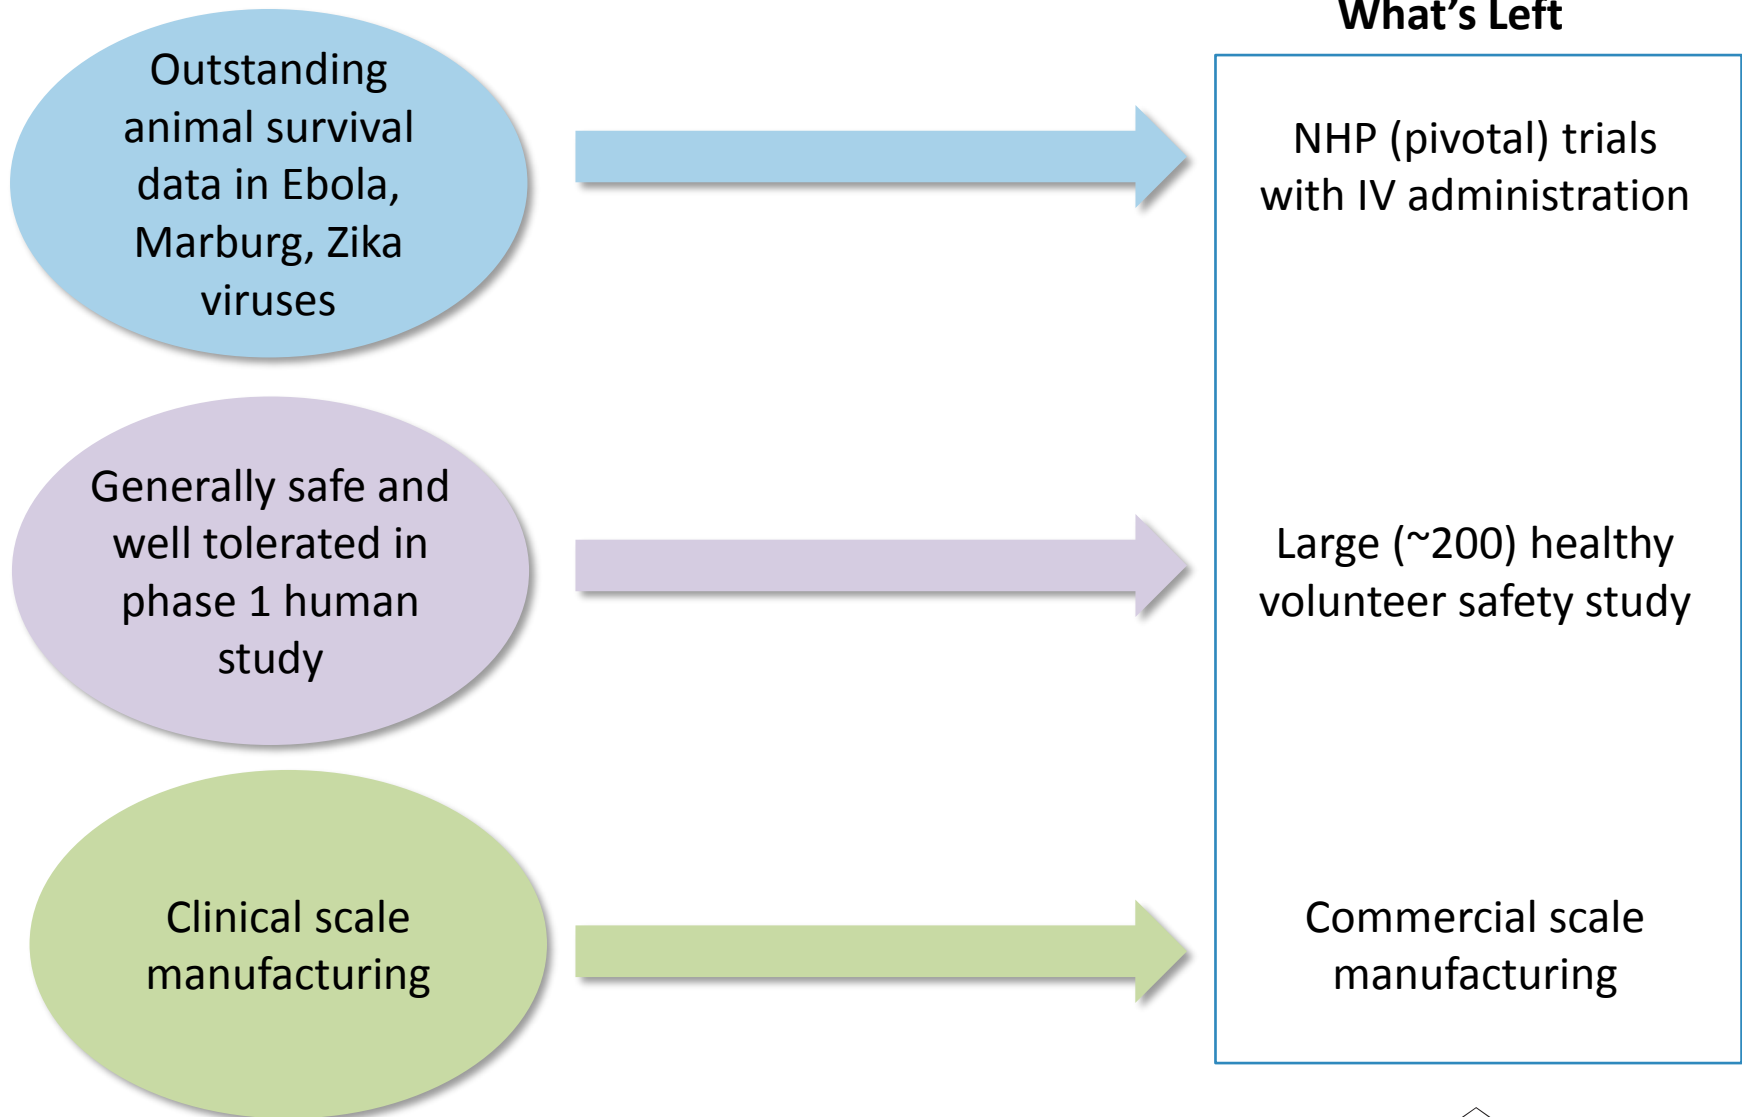 What's Left
Outstanding
animal survival
data in Ebola,
Marburg, Zika
viruses
NHP (pivotal) trials
with IV administration
Generally safe and
well tolerated in
phase 1 human
study
Large (~200) healthy
volunteer safety study
Clinical scale
manufacturing
Commercial scale
manufacturing